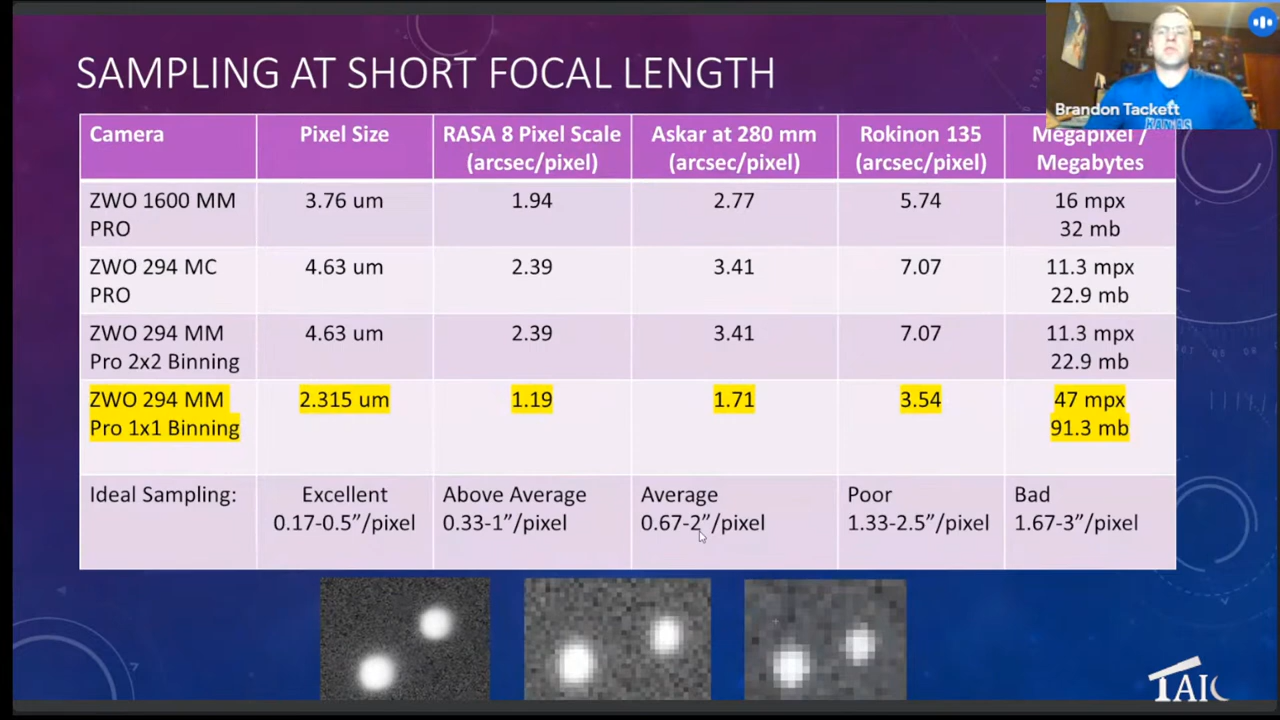 SAMPLING AT SHORT FOCAL LENGTH
Brandon Tackett
KANSAS
Camera
Pixel Size
RASA 8 Pixel Scale
(arcsec/pixel)
Askar at 280 mm
(arcsec/pixel)
Rokinon 135
(arcsec/pixel)
Megapixel /
Megabytes
ZWO 1600 MM
PRO
3.76 um
1.94
2.77
5.74
16 mpx
32 mb
ZWO 294 MC
PRO
4.63 um
2.39
3.41
7.07
11.3 mpx
22.9 mb
ZWO 294 MM
Pro 2x2 Binning
4.63 um
2.39
3.41
7.07
11.3 mpx
22.9 mb
ZWO 294 MM
Pro 1x1 Binning
2.315 um
1.19
1.71
3.54
47 mpx
91.3 mb
Ideal Sampling:
Excellent
0.17-0.5”/pixel
Above Average
0.33-1”/pixel
Average
0.67-2”/pixel
Poor
1.33-2.5”/pixel
Bad
1.67-3”/pixel
TAIC